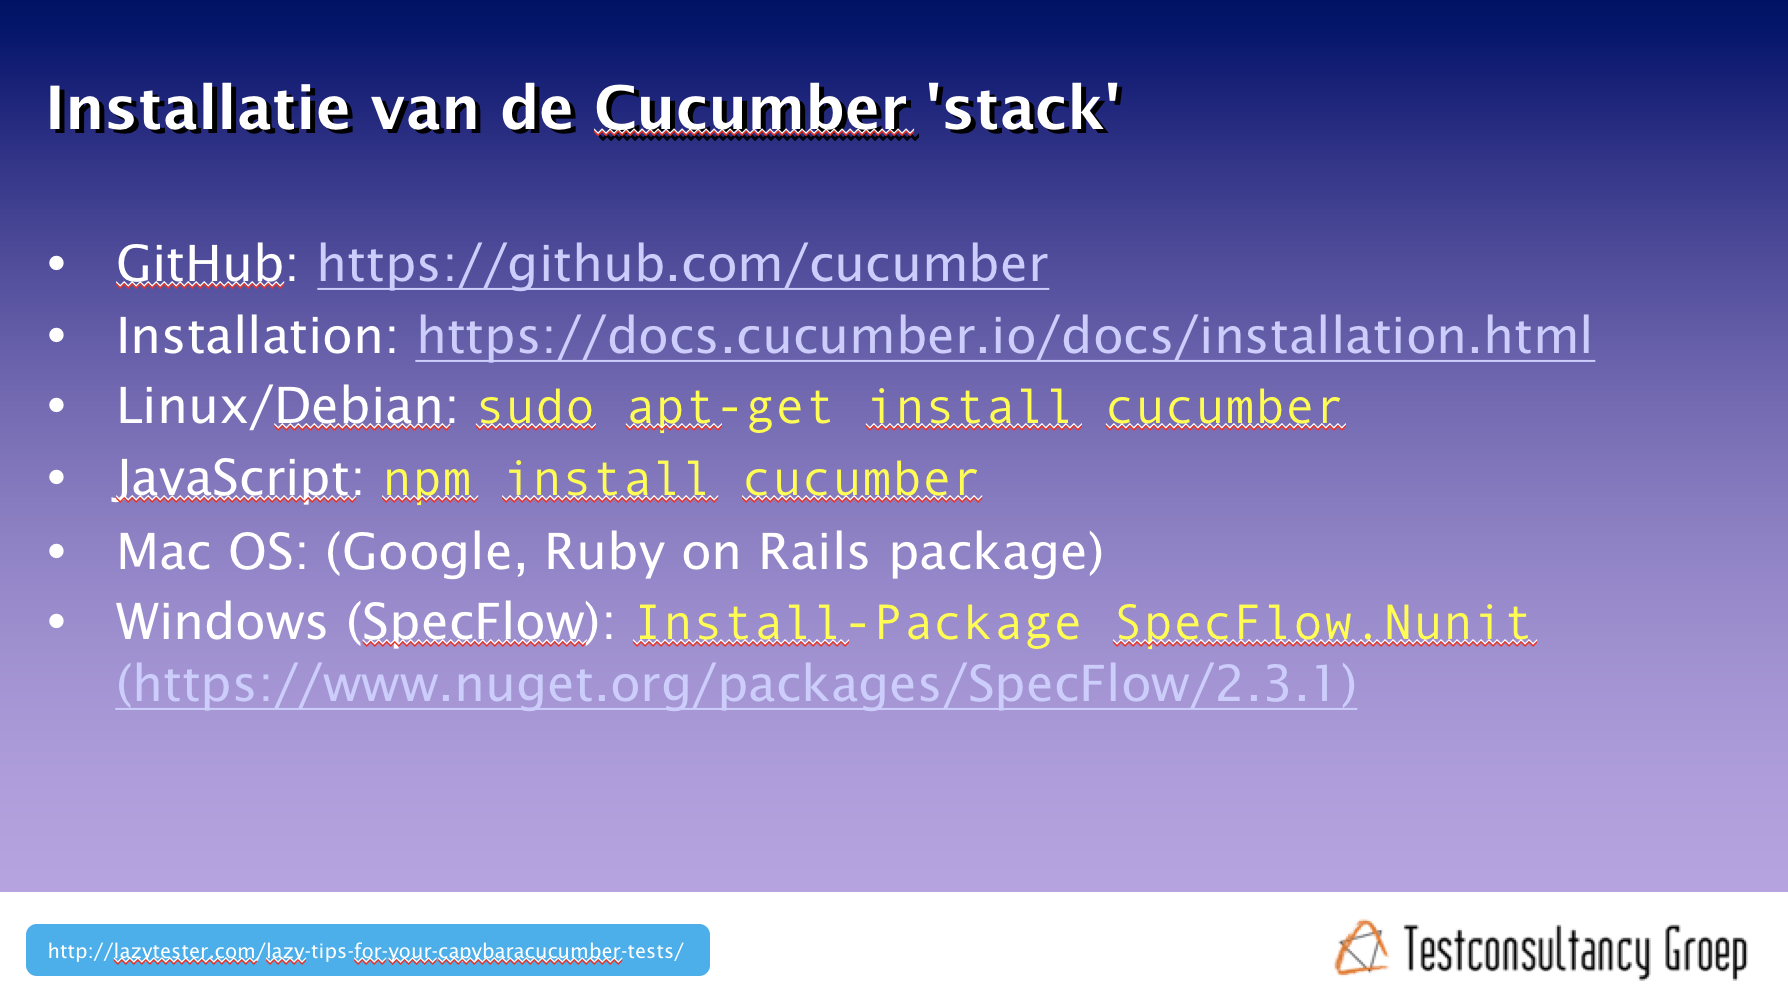 Installatie van de Cucumber 'stack'
• GitHub: https://github.com/cucumber
• Installation: https://docs.cucumber.io/docs/installation.html
• Linux/Debian: sudo apt-get install cucumber
• JavaScript: npm install cucumber
• Mac OS: (Google, Ruby on Rails package)
• Windows (SpecFlow): Install-Package SpecFlow.Nunit
(https://www.nuget.org/packages/SpecFlow/2.3.1)
http://lazytester.com/lazy-tips-for-your-capybaracucumber-tests/
Testconsultancy Groep